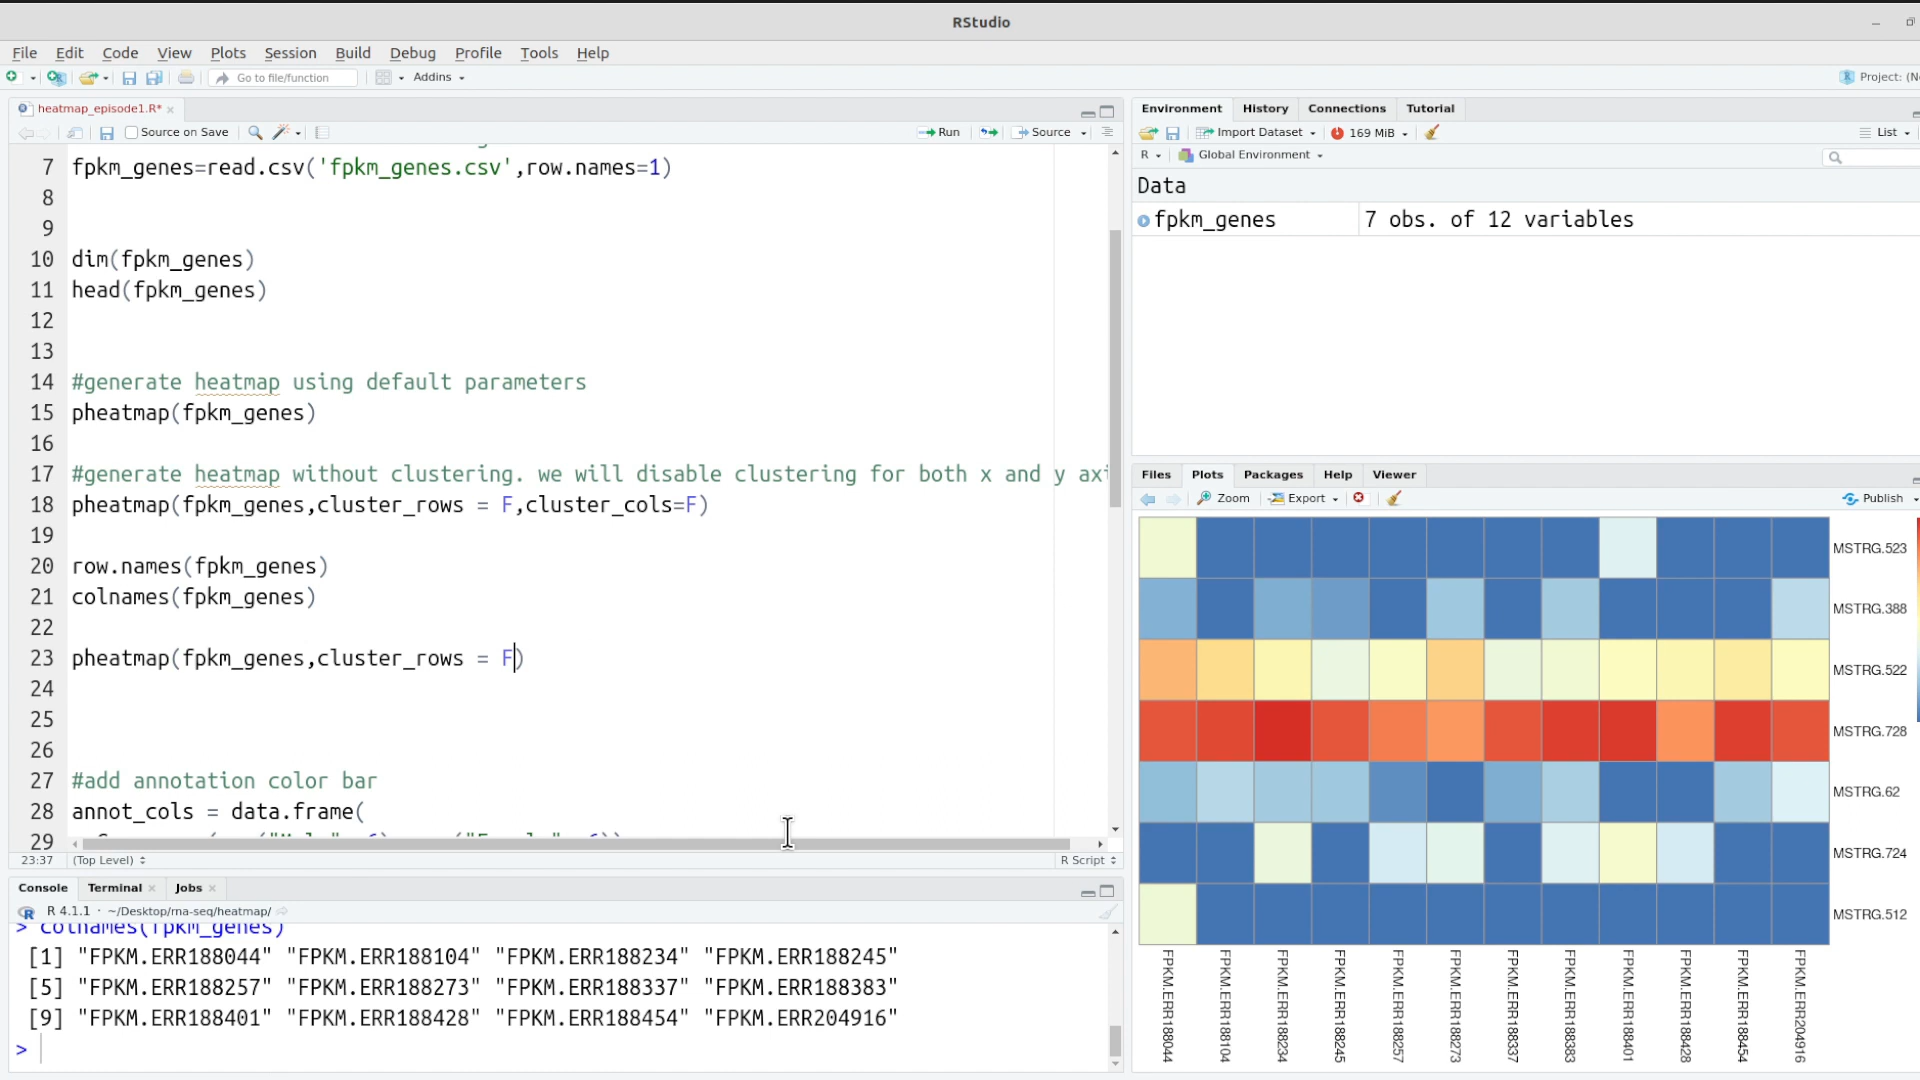 RStudio
File Edit Code View Plots Session Build Debug Profile Tools Help
Go to file/function Addins
Project: (N
heatmap_episode1.R*
Source on Save Run Source
7 fpkm_genes=read.csv('fpkm_genes.csv',row.names=1)
8
9
10 dim(fpkm_genes)
11 head(fpkm_genes)
12
13
14 #generate heatmap using default parameters
15 pheatmap(fpkm_genes)
16
17 #generate heatmap without clustering. we will disable clustering for both x and y axi
18 pheatmap(fpkm_genes,cluster_rows = F,cluster_cols=F)
19
20 row.names(fpkm_genes)
21 colnames(fpkm_genes)
22
23 pheatmap(fpkm_genes,cluster_rows = F)
24
25
26
27 #add annotation color bar
28 annot_cols = data.frame(
29
23:37 (Top Level) R Script
Console Terminal Jobs
R 4.1.1 · ~/Desktop/rna-seq/heatmap/
> colnames(fpkm_genes)
[1] "FPKM.ERR188044" "FPKM.ERR188104" "FPKM.ERR188234" "FPKM.ERR188245"
[5] "FPKM.ERR188257" "FPKM.ERR188273" "FPKM.ERR188337" "FPKM.ERR188383"
[9] "FPKM.ERR188401" "FPKM.ERR188428" "FPKM.ERR188454" "FPKM.ERR204916"
>
Environment History Connections Tutorial
Import Dataset 169 MiB List
R Global Environment
Data
fpkm_genes 7 obs. of 12 variables
Files Plots Packages Help Viewer
Zoom Export Publish
MSTRG.523
MSTRG.388
MSTRG.522
MSTRG.728
MSTRG.62
MSTRG.724
MSTRG.512
FPKM.ERR188044
FPKM.ERR188104
FPKM.ERR188234
FPKM.ERR188245
FPKM.ERR188257
FPKM.ERR188273
FPKM.ERR188337
FPKM.ERR188383
FPKM.ERR188401
FPKM.ERR188428
FPKM.ERR188454
FPKM.ERR204916